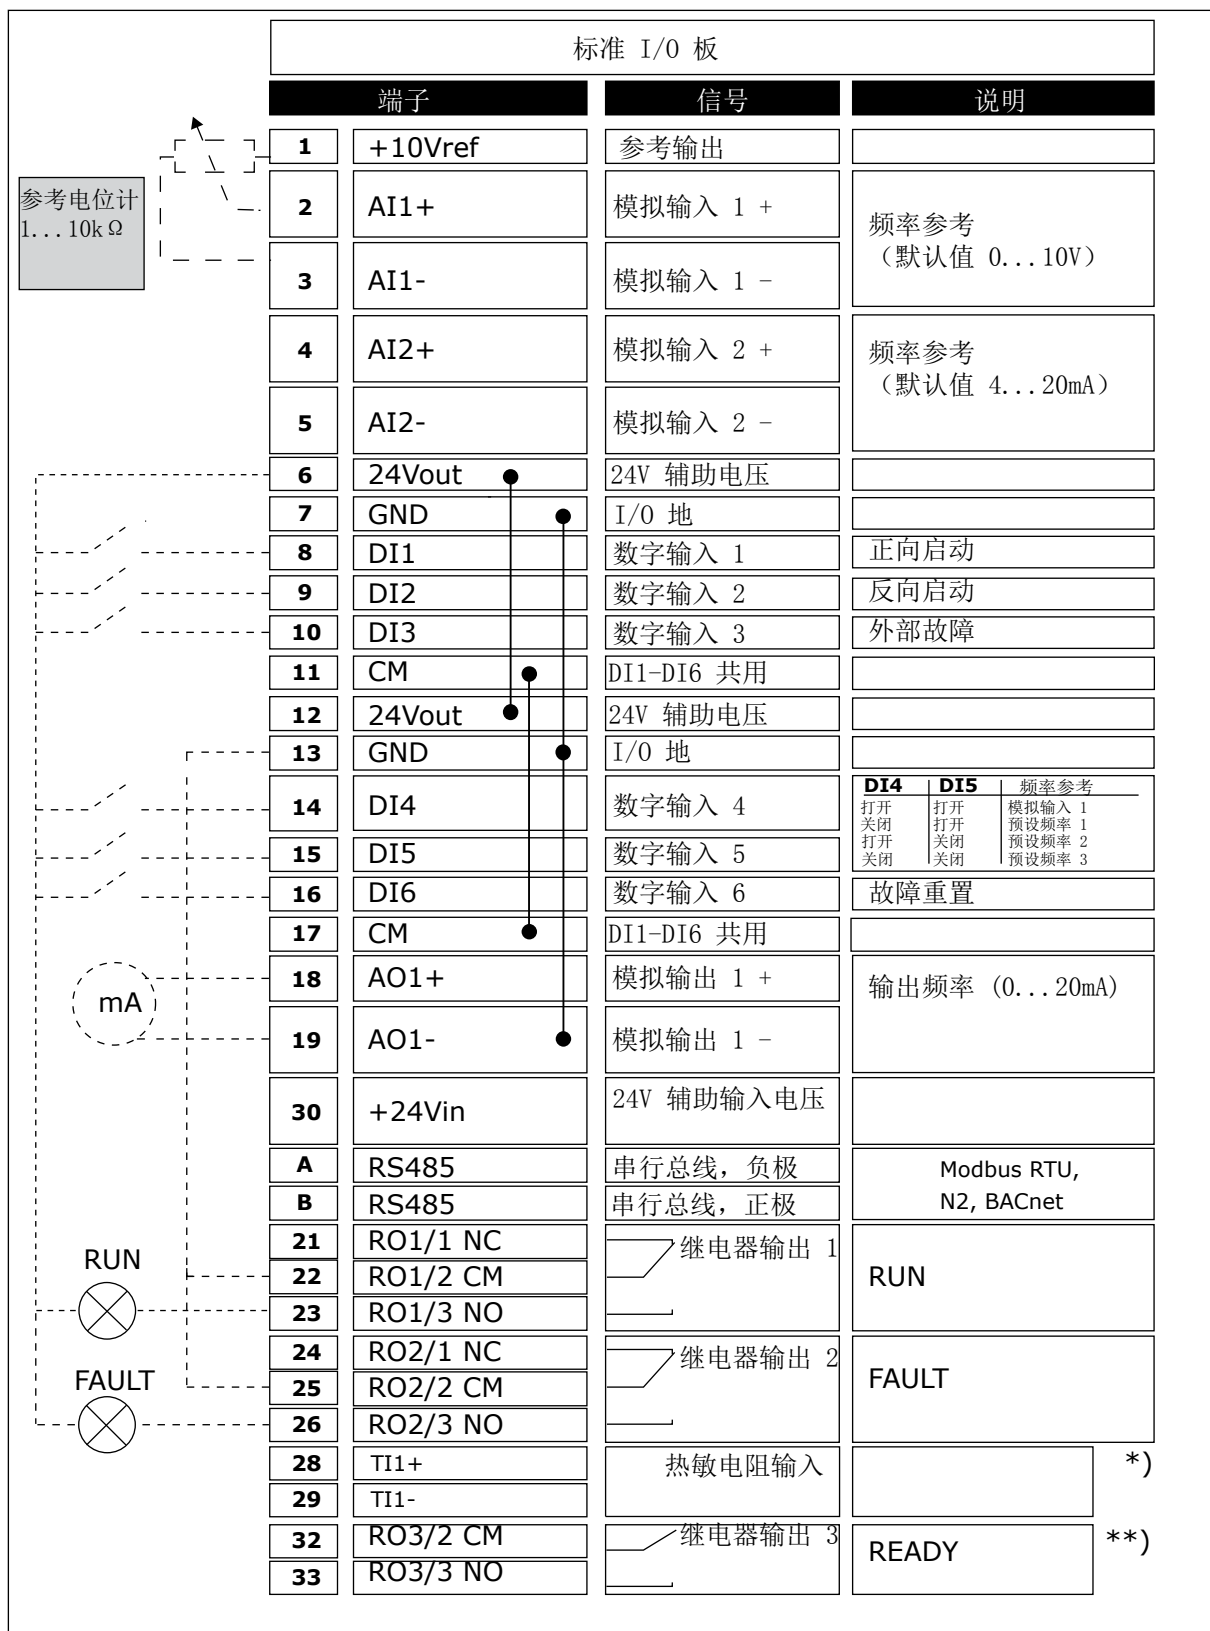 标准 I/O 板
端子 信号 说明
1 +10Vref 参考输出
参考电位计
1...10kΩ
2 AI1+ 模拟输入 1 +
频率参考
（默认值 0...10V）
3 AI1- 模拟输入 1 -
4 AI2+ 模拟输入 2 +
频率参考
（默认值 4...20mA）
5 AI2- 模拟输入 2 -
6 24Vout 24V 辅助电压
7 GND I/O 地
8 DI1 数字输入 1 正向启动
9 DI2 数字输入 2 反向启动
10 DI3 数字输入 3 外部故障
11 CM DI1-DI6 共用
12 24Vout 24V 辅助电压
13 GND I/O 地
14 DI4 数字输入 4
DI4 DI5 频率参考
打开 打开 模拟输入 1
关闭 打开 预设频率 1
打开 关闭 预设频率 2
关闭 关闭 预设频率 3
15 DI5 数字输入 5
16 DI6 数字输入 6 故障重置
17 CM DI1-DI6 共用
18 AO1+ 模拟输出 1 + 输出频率 (0...20mA)
mA
19 AO1- 模拟输出 1 -
30 +24Vin 24V 辅助输入电压
A RS485 串行总线，负极 Modbus RTU,
B RS485 串行总线，正极 N2, BACnet
21 RO1/1 NC 继电器输出 1
RUN
22 RO1/2 CM RUN
23 RO1/3 NO
24 RO2/1 NC 继电器输出 2
FAULT
25 RO2/2 CM FAULT
26 RO2/3 NO
28 TI1+ 热敏电阻输入 *)
29 TI1-
32 RO3/2 CM 继电器输出 3 READY **)
33 RO3/3 NO